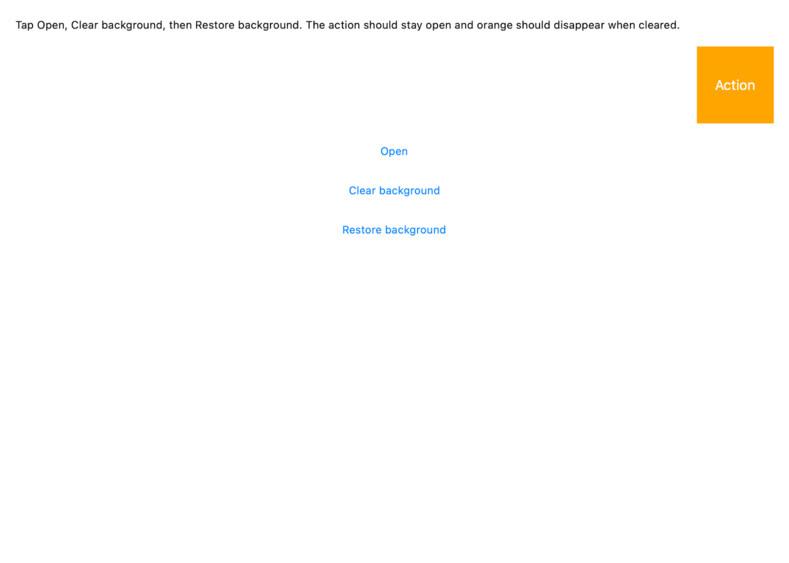 Tap Open, Clear background, then Restore background. The action should stay open and orange should disappear when cleared.
Action
Open
Clear background
Restore background